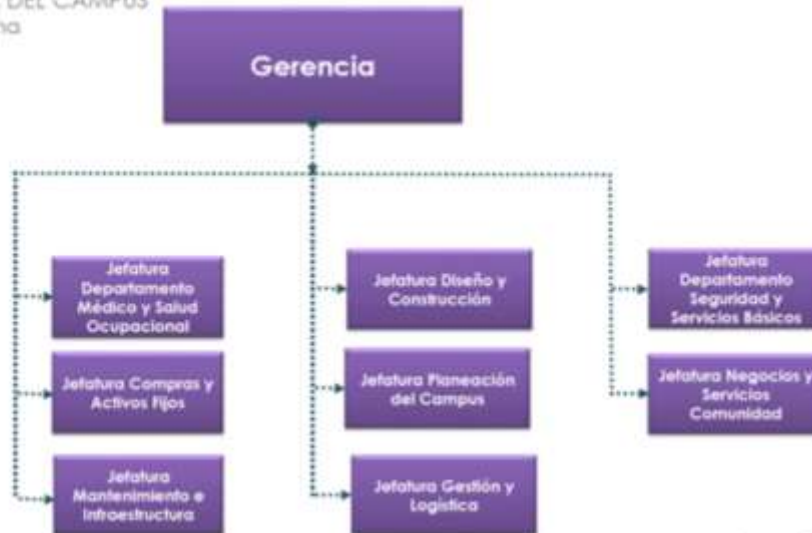 DEL CAMPUS
Gerencia
Jefatura
Departamento
Médico y Salud
Ocupacional
Jefatura Diseño y
Construcción
Jefatura
Departamento
Seguridad y
Servicios Básicos
Jefatura Compras y
Activos Fijos
Jefatura Planeación
del Campus
Jefatura Negocios y
Servicios
Comunidad
Jefatura
Mantenimiento e
Infraestructura
Jefatura Gestión y
Logística